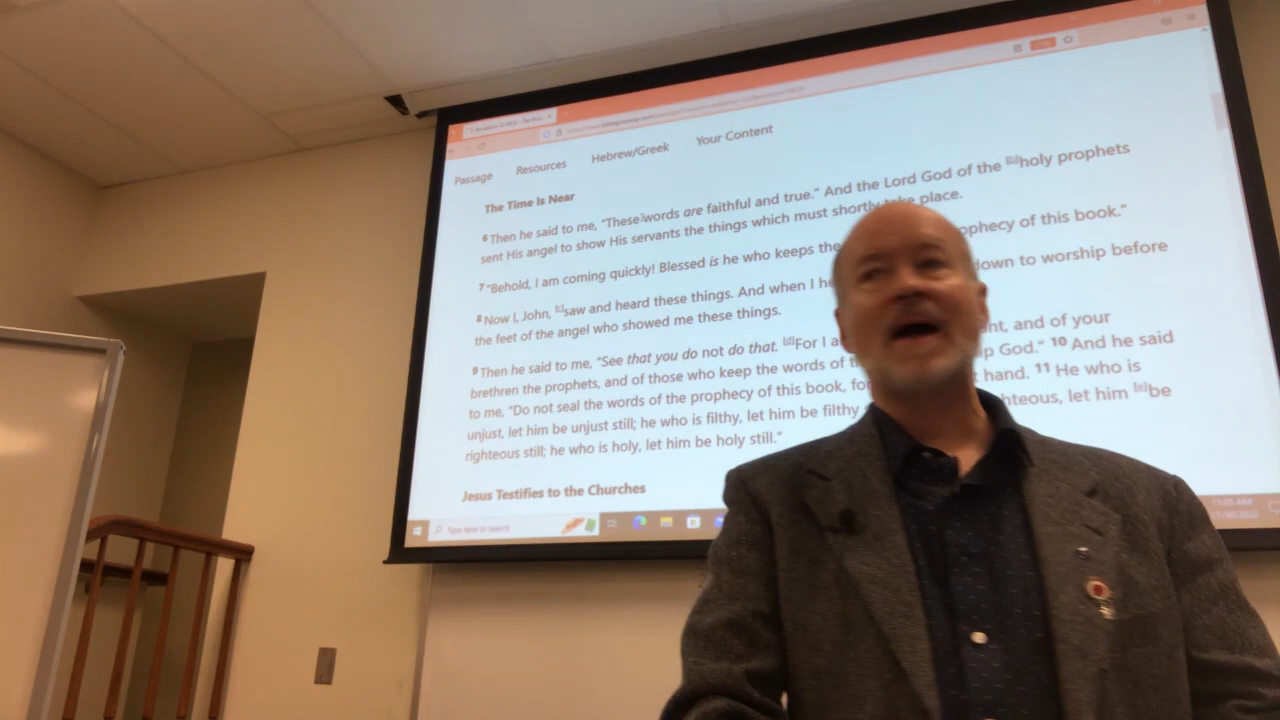 Passage Resources Hebrew/Greek Your Content
The Time Is Near
6 Then he said to me, "These words are faithful and true." And the Lord God of the holy prophets
sent His angel to show His servants the things which must shortly take place.
7 "Behold, I am coming quickly! Blessed is he who keeps the prophecy of this book."
8 Now I, John, [c]saw and heard these things. And when I down to worship before
the feet of the angel who showed me these things.
9 Then he said to me, "See that you do not do that. [d]For I and of your
brethren the prophets, and of those who keep the words of God." 10 And he said
to me, "Do not seal the words of the prophecy of this book, hand. 11 He who is
unjust, let him be unjust still; he who is filthy, let him be filthy let him [e]be
righteous still; he who is holy, let him be holy still."
Jesus Testifies to the Churches
Type here to search